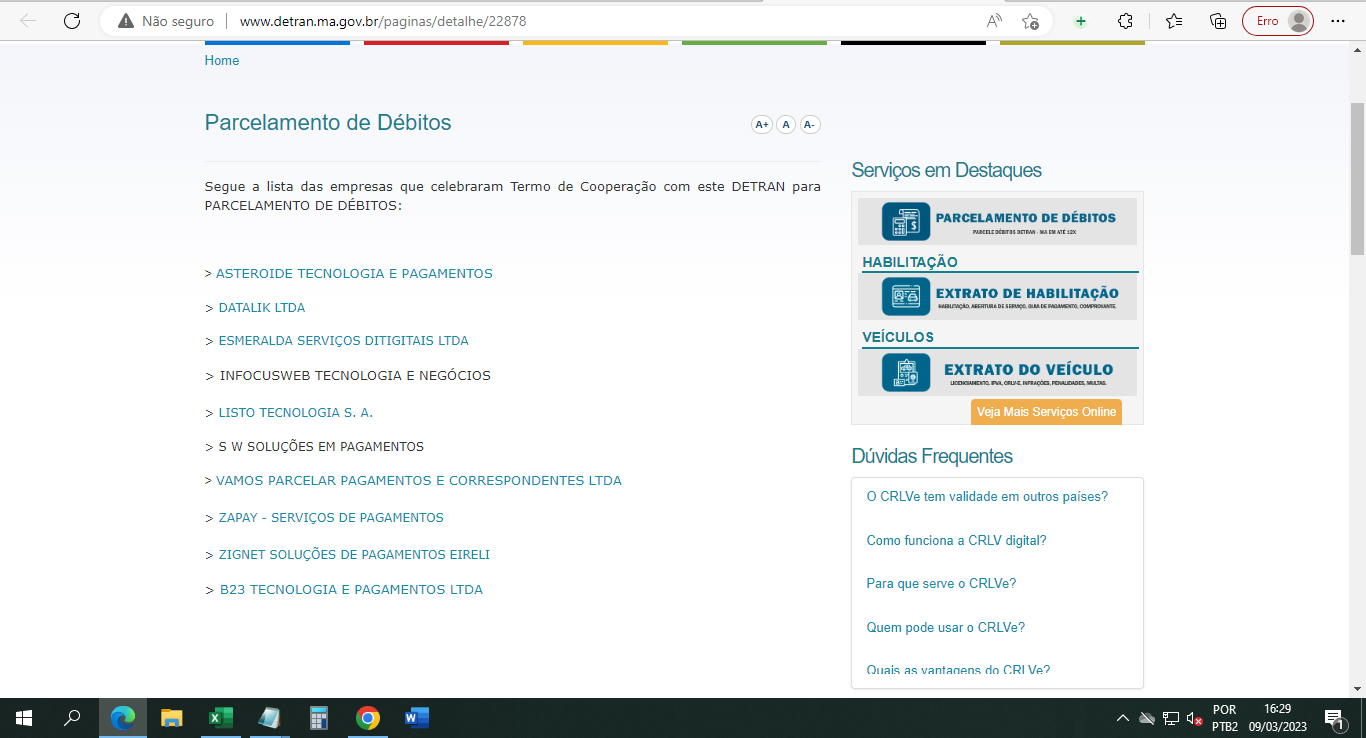 Não seguro
www.detran.ma.gov.br/paginas/detalhe/22878
Erro
Home
Parcelamento de Débitos
A+ A A-
Segue a lista das empresas que celebraram Termo de Cooperação com este DETRAN para
PARCELAMENTO DE DÉBITOS:
> ASTEROIDE TECNOLOGIA E PAGAMENTOS
> DATALIK LTDA
> ESMERALDA SERVIÇOS DITIGITAIS LTDA
> INFOCUSWEB TECNOLOGIA E NEGÓCIOS
> LISTO TECNOLOGIA S. A.
> S W SOLUÇÕES EM PAGAMENTOS
> VAMOS PARCELAR PAGAMENTOS E CORRESPONDENTES LTDA
> ZAPAY - SERVIÇOS DE PAGAMENTOS
> ZIGNET SOLUÇÕES DE PAGAMENTOS EIRELI
> B23 TECNOLOGIA E PAGAMENTOS LTDA
Serviços em Destaques
PARCELAMENTO DE DÉBITOS
PARCELE DÉBITOS DETRAN - MA EM ATÉ 12X
HABILITAÇÃO
EXTRATO DE HABILITAÇÃO
HABILITAÇÃO, ABERTURA DE SERVIÇO, GUIA DE PAGAMENTO, COMPROVANTE.
VEÍCULOS
EXTRATO DO VEÍCULO
LICENCIAMENTO, IPVA, CRLV-E, INFRAÇÕES, PENALIDADES, MULTAS.
Veja Mais Serviços Online
Dúvidas Frequentes
O CRLVe tem validade em outros países?
Como funciona a CRLV digital?
Para que serve o CRLVe?
Quem pode usar o CRLVe?
Quais as vantagens do CRLVe?
POR
PTB2
16:29
09/03/2023
1